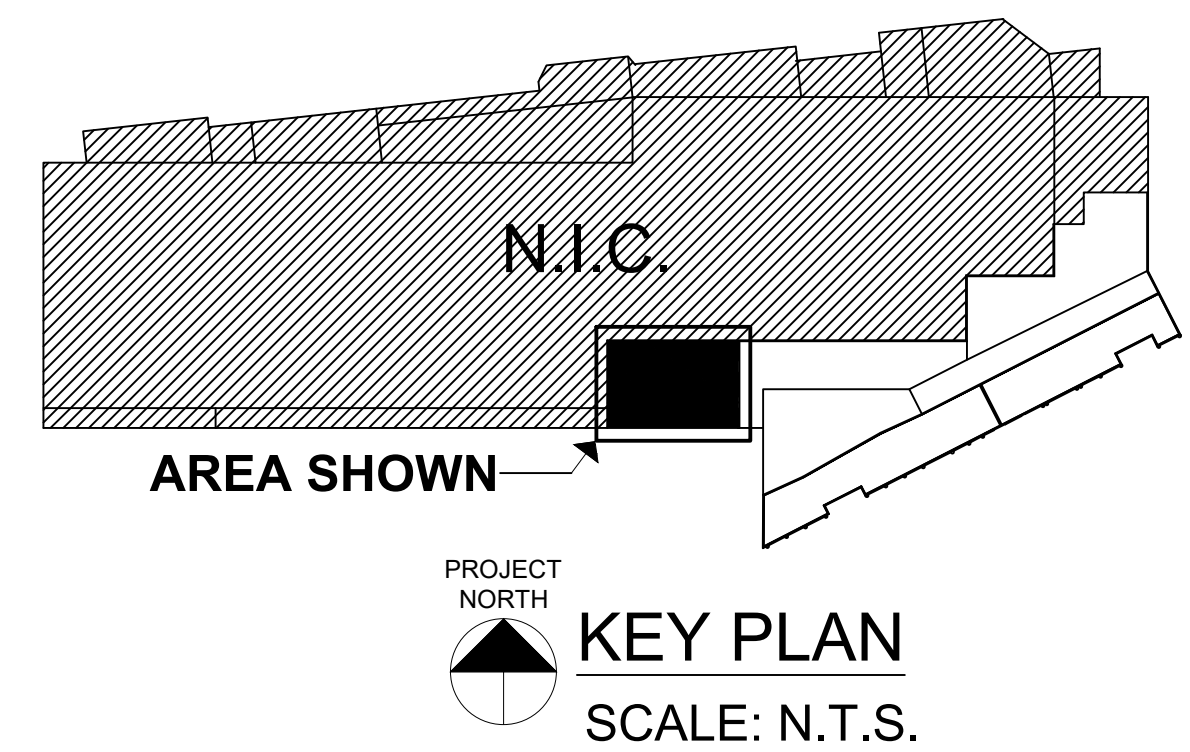 N.I.C.
AREA SHOWN
PROJECT
NORTH
KEY PLAN
SCALE: N.T.S.